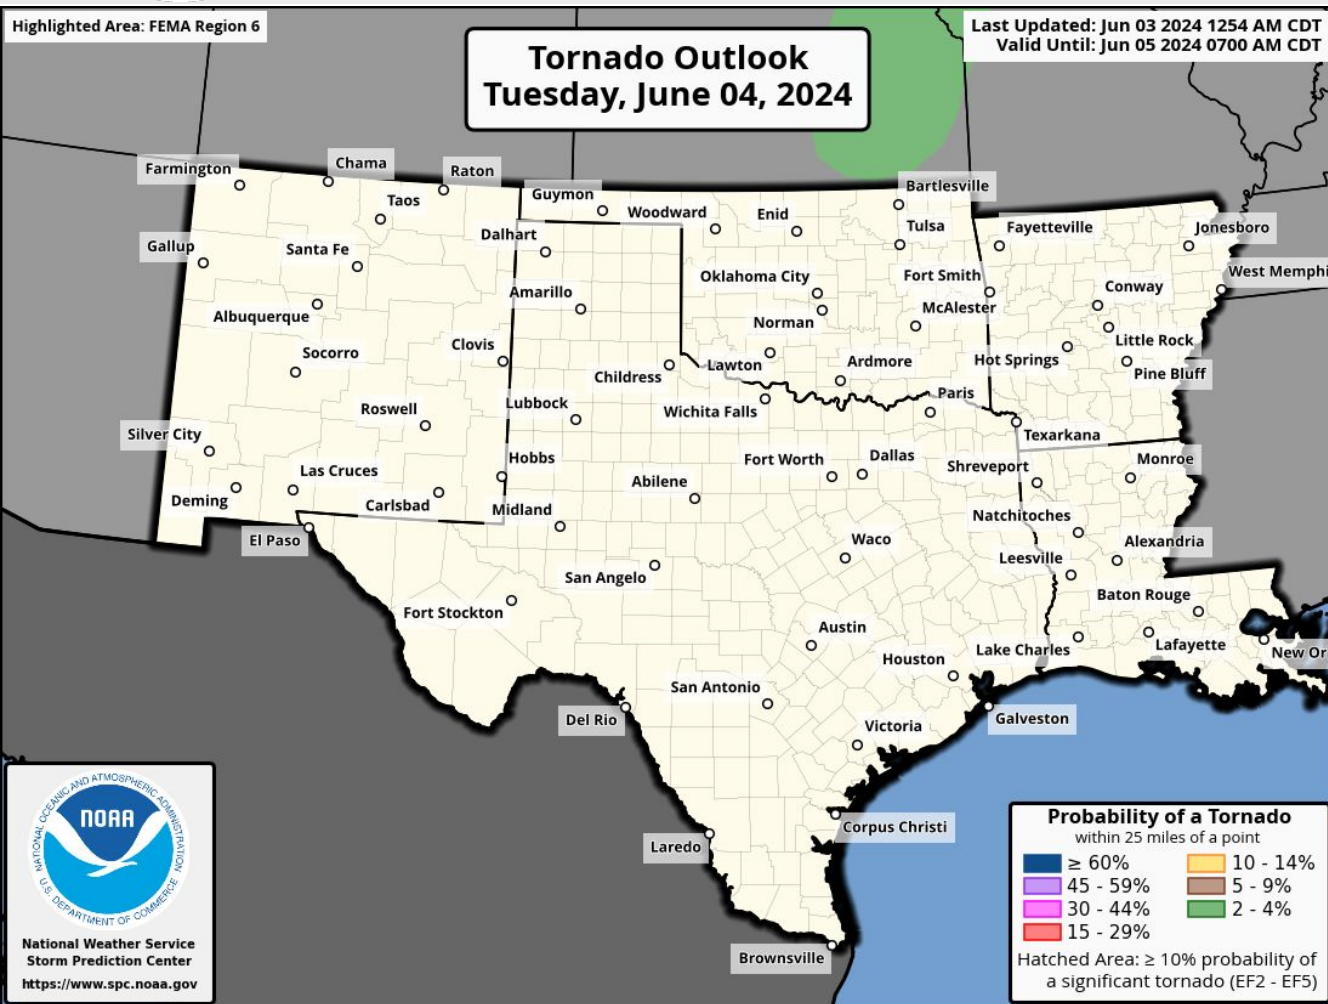 Highlighted Area: FEMA Region 6
Last Updated: Jun 03 2024 1254 AM CDT
Valid Until: Jun 05 2024 0700 AM CDT
Tornado Outlook
Tuesday, June 04, 2024
Farmington
Chama
Raton
Taos
Guymon
Woodward
Enid
Bartlesville
Tulsa
Fayetteville
Jonesboro
Gallup
Santa Fe
Dalhart
Oklahoma City
Fort Smith
West Memphi
Albuquerque
Amarillo
Norman
McAlester
Conway
Little Rock
Socorro
Clovis
Childress
Lawton
Ardmore
Hot Springs
Pine Bluff
Roswell
Lubbock
Wichita Falls
Paris
Texarkana
Silver City
Las Cruces
Hobbs
Abilene
Fort Worth
Dallas
Shreveport
Monroe
Deming
Carlsbad
Midland
Natchitoches
El Paso
San Angelo
Waco
Leesville
Alexandria
Fort Stockton
Austin
Baton Rouge
Houston
Lake Charles
Lafayette
New Or
San Antonio
Del Rio
Victoria
Galveston
Laredo
Corpus Christi
Brownsville
NATIONAL OCEANIC AND ATMOSPHERIC ADMINISTRATION
NOAA
U.S. DEPARTMENT OF COMMERCE
National Weather Service
Storm Prediction Center
https://www.spc.noaa.gov
Probability of a Tornado
within 25 miles of a point
≥ 60%
10 - 14%
45 - 59%
5 - 9%
30 - 44%
2 - 4%
15 - 29%
Hatched Area: ≥ 10% probability of
a significant tornado (EF2 - EF5)